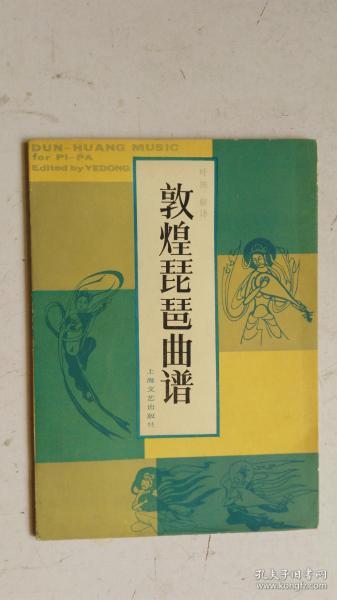 DUN-HUANG MUSIC
for PI-PA
Edited by YEDONG
叶栋 解译
敦煌琵琶曲谱
上海文艺出版社
孔夫子旧书网